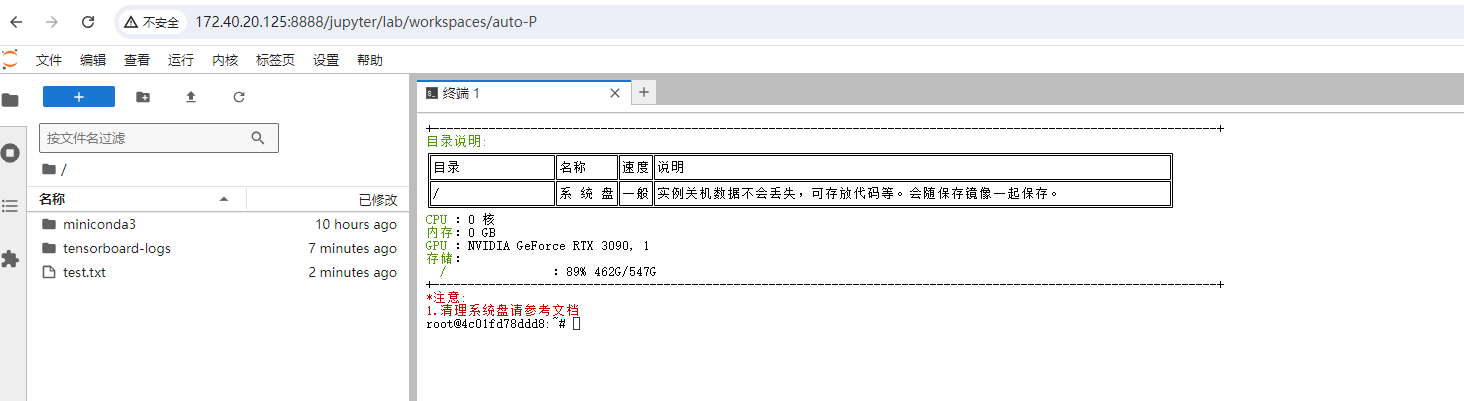 不安全 172.40.20.125:8888/jupyter/lab/workspaces/auto-P
文件 编辑 查看 运行 内核 标签页 设置 帮助
终端 1
按文件名过滤
/
名称 已修改
miniconda3 10 hours ago
tensorboard-logs 7 minutes ago
test.txt 2 minutes ago
目录说明:
目录 名称 速度 说明
/ 系 统 盘 一般 实例关机数据不会丢失，可存放代码等。会随保存镜像一起保存。
CPU : 0 核
内存: 0 GB
GPU : NVIDIA GeForce RTX 3090, 1
存储:
/ : 89% 462G/547G
*注意:
1.清理系统盘请参考文档
root@4c01fd78ddd8:~#